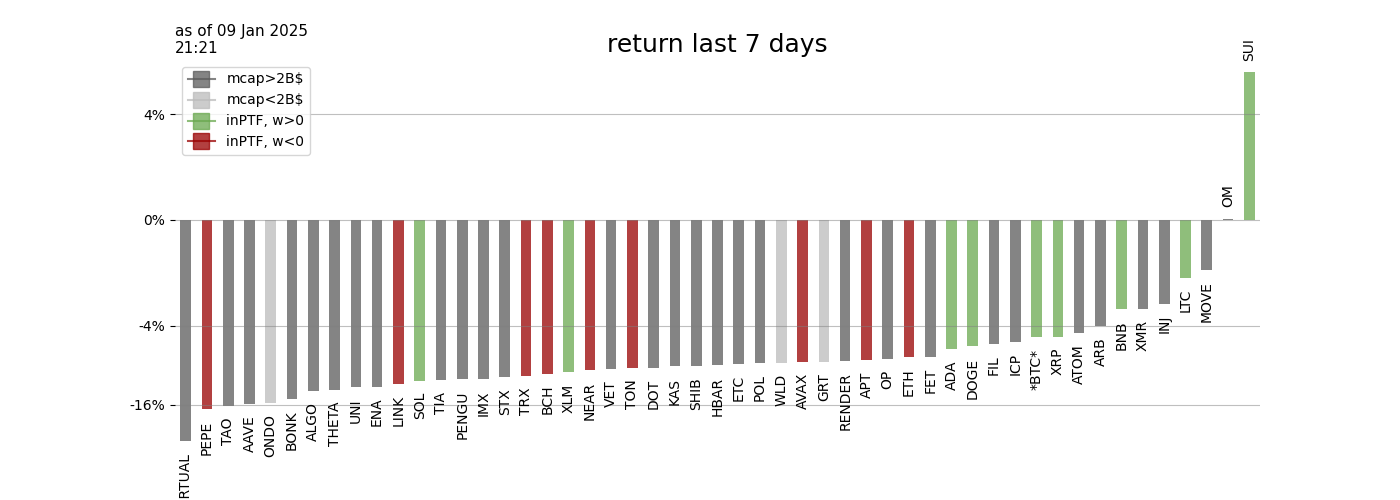 as of 09 Jan 2025
21:21
return last 7 days
mcap>2B$
mcap<2B$
inPTF, w>0
inPTF, w<0
4%
0%
-4%
-16%
RTUAL
PEPE
TAO
AAVE
ONDO
BONK
ALGO
THETA
UNI
ENA
LINK
SOL
TIA
PENGU
IMX
STX
TRX
BCH
XLM
NEAR
VET
TON
DOT
KAS
SHIB
HBAR
ETC
POL
WLD
AVAX
GRT
RENDER
APT
OP
ETH
FET
ADA
DOGE
FIL
ICP
*BTC*
XRP
ATOM
ARB
BNB
XMR
INJ
LTC
MOVE
OM
SUI